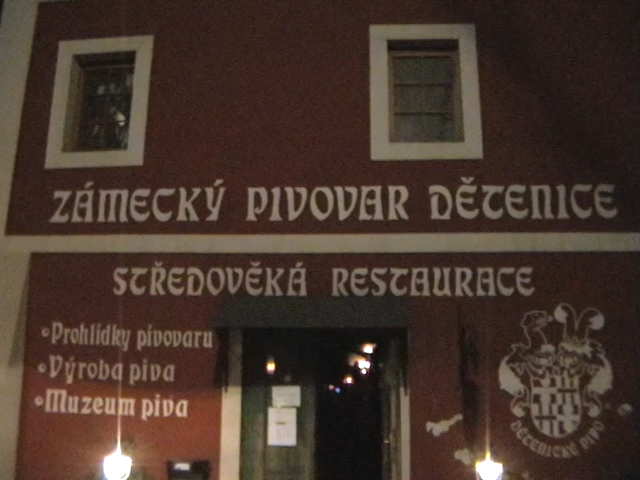 ZÁMECKÝ PIVOVAR DĚTENICE
STŘEDOVĚKÁ RESTAURACE
Prohlídky pivovaru
Výroba piva
Muzeum piva
DĚTENICKÉ PIVO